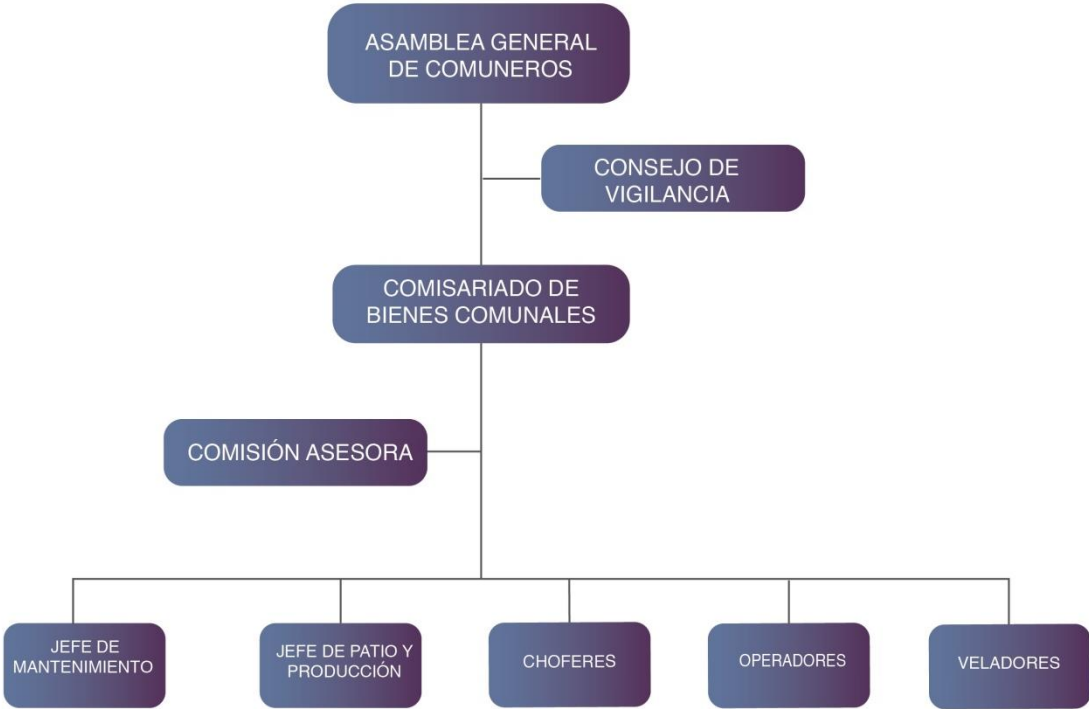 ASAMBLEA GENERAL
DE COMUNEROS
CONSEJO DE
VIGILANCIA
COMISARIADO DE
BIENES COMUNALES
COMISIÓN ASESORA
JEFE DE
MANTENIMIENTO
JEFE DE PATIO Y
PRODUCCIÓN
CHOFERES
OPERADORES
VELADORES